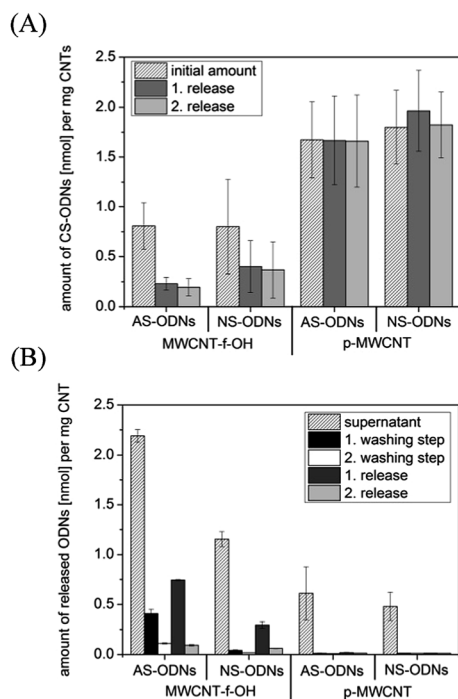 (A)
amount of CS-ODNs [nmol] per mg CNTs
2.5
2.0
1.5
1.0
0.5
0.0
initial amount
1. release
2. release
AS-ODNs NS-ODNs AS-ODNs NS-ODNs
MWCNT-f-OH p-MWCNT
(B)
amount of released ODNs [nmol] per mg CNT
2.5
2.0
1.5
1.0
0.5
0.0
supernatant
1. washing step
2. washing step
1. release
2. release
AS-ODNs NS-ODNs AS-ODNs NS-ODNs
MWCNT-f-OH p-MWCNT